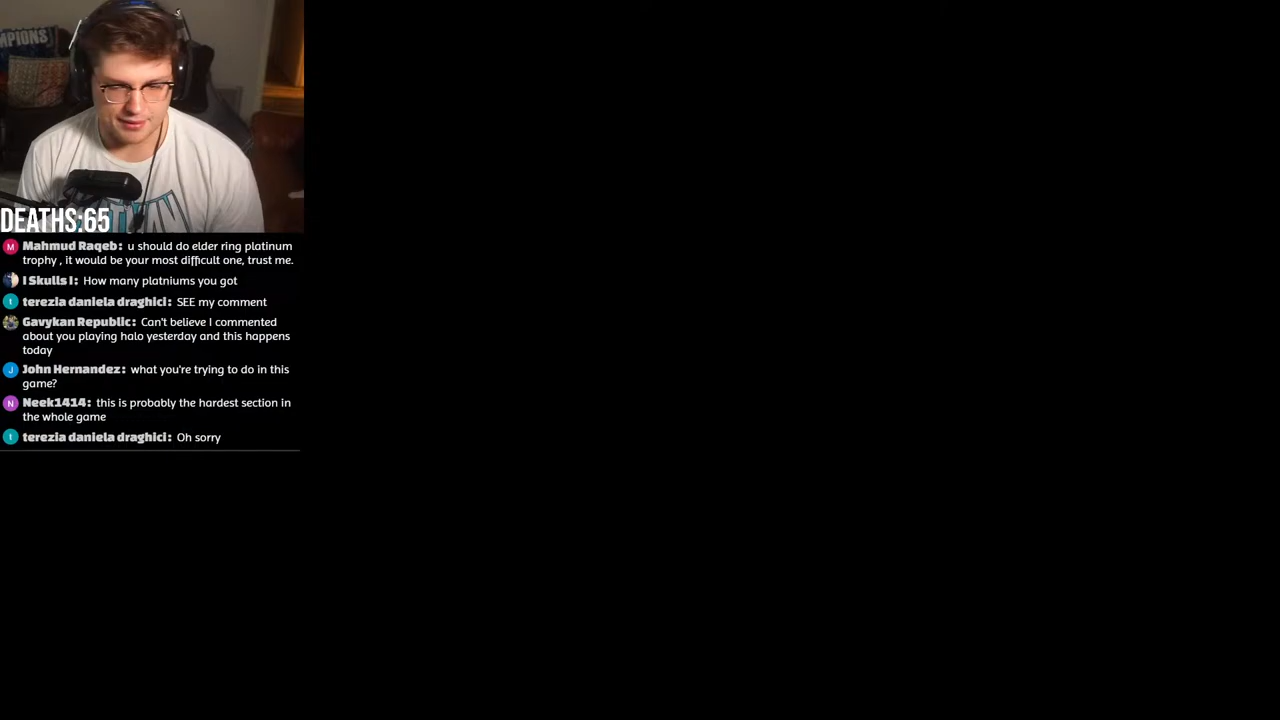 MPIONS
DEATHS:65
M Mahmud Raqeb: u should do elder ring platinum
trophy , it would be your most difficult one, trust me.
I Skulls I: How many platniums you got
t terezia daniela draghici: SEE my comment
Gavykan Republic: Can't believe I commented
about you playing halo yesterday and this happens
today
J John Hernandez: what you're trying to do in this
game?
N Neek1414: this is probably the hardest section in
the whole game
t terezia daniela draghici: Oh sorry